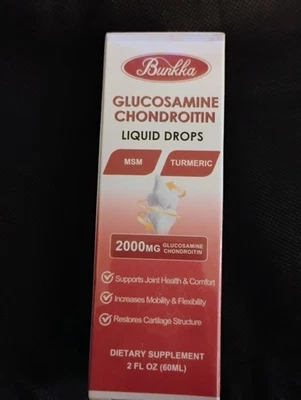 Bunkka
GLUCOSAMINE
CHONDROITIN
LIQUID DROPS
MSM TURMERIC
2000MG GLUCOSAMINE
CHONDROITIN
Supports Joint Health & Comfort
Increases Mobility & Flexibility
Restores Cartilage Structure
DIETARY SUPPLEMENT
2 FL OZ (60ML)